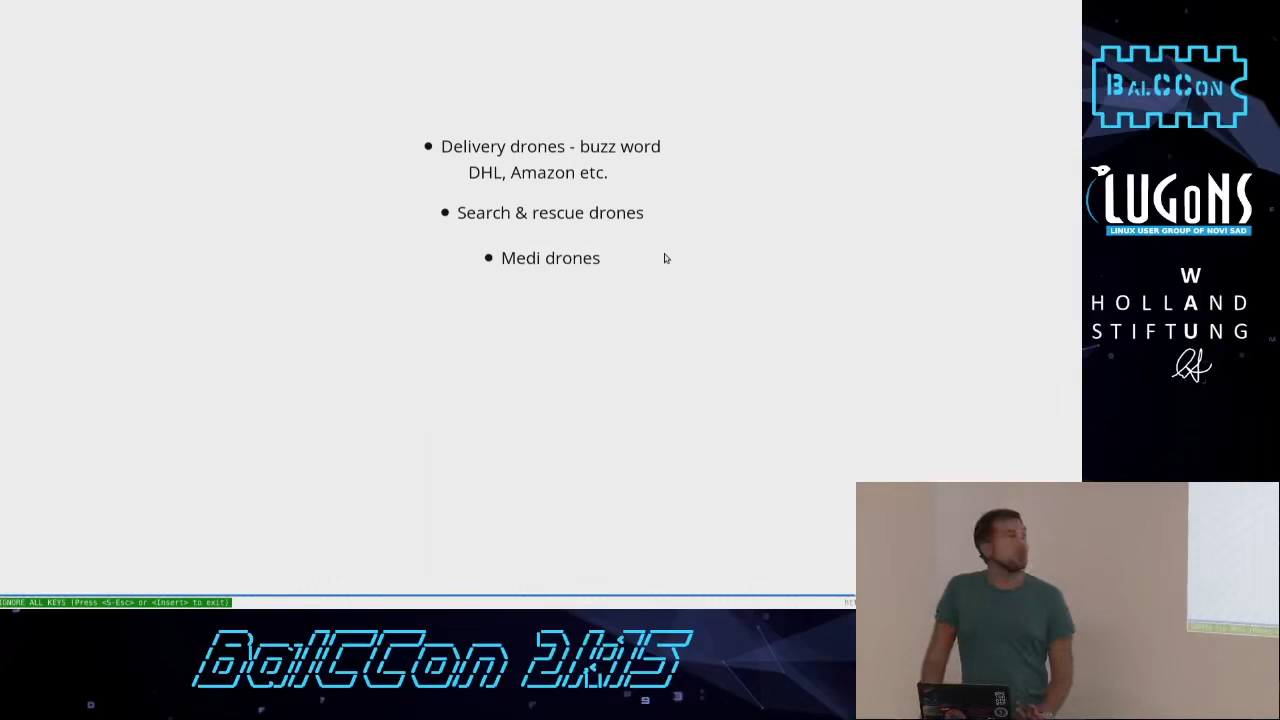 Delivery drones - buzz word
DHL, Amazon etc.
Search & rescue drones
Medi drones
IGNORE ALL KEYS (Press <S-Esc> or <Insert> to exit)
BALCCON
LUGONS
LINUX USER GROUP OF NOVI SAD
W
HOLLAND
STIFTUNG
BalCCon 2k15